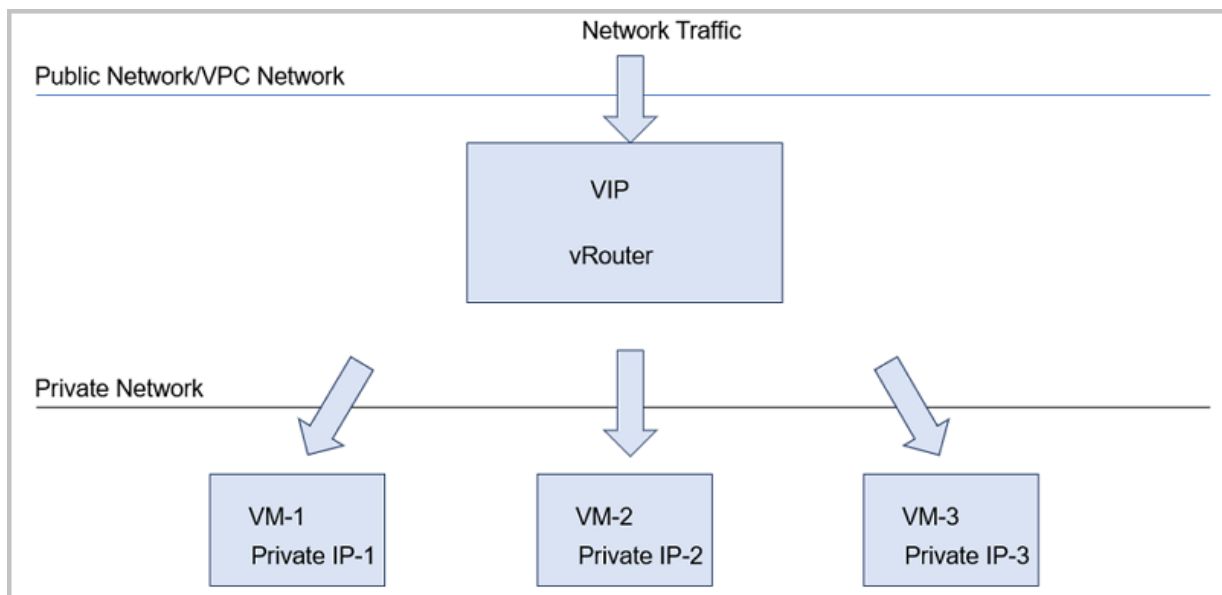 Network Traffic
Public Network/VPC Network
VIP
vRouter
Private Network
VM-1
Private IP-1
VM-2
Private IP-2
VM-3
Private IP-3